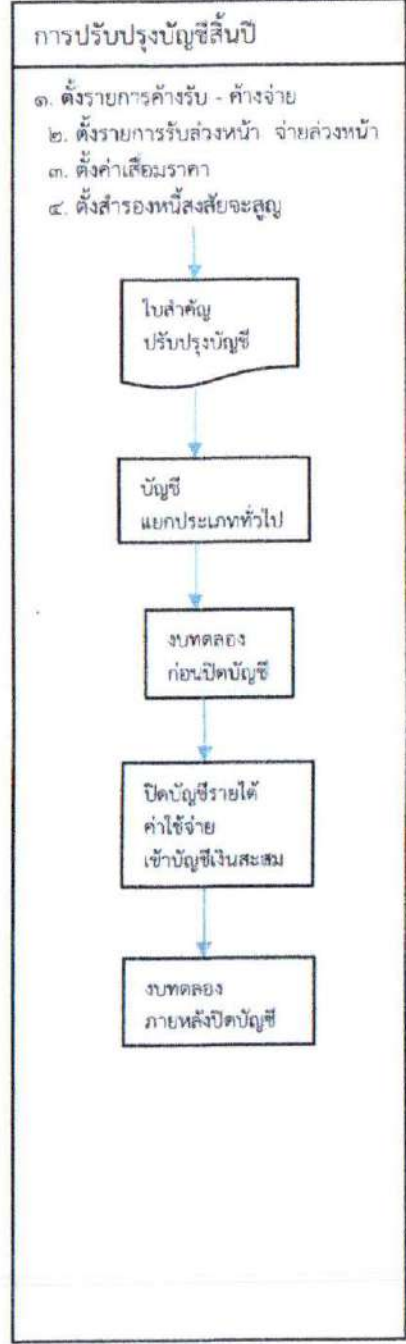 การปรับปรุงบัญชีสิ้นปี
๑. ตั้งรายการค้างรับ - ค้างจ่าย
๒. ตั้งรายการรับล่วงหน้า จ่ายล่วงหน้า
๓. ตั้งค่าเสื่อมราคา
๔. ตั้งสำรองหนี้สงสัยจะสูญ
ใบสำคัญ
ปรับปรุงบัญชี
บัญชี
แยกประเภททั่วไป
งบทดลอง
ก่อนปิดบัญชี
ปิดบัญชีรายได้
ค่าใช้จ่าย
เข้าบัญชีเงินสะสม
งบทดลอง
ภายหลังปิดบัญชี